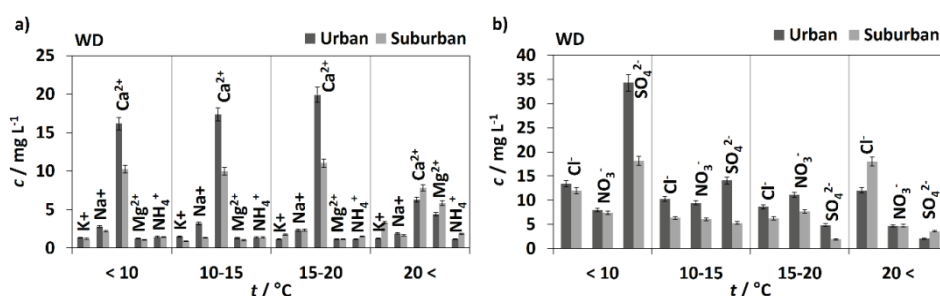 a)
WD
Urban Suburban
c / mg L-1
25
20
15
10
5
0
K+ Na+ Ca2+ Mg2+ NH4+
K+ Na+ Ca2+ Mg2+ NH4+
K+ Na+ Ca2+ Mg2+ NH4+
K+ Na+ Ca2+ Mg2+ NH4+
< 10 10-15 15-20 20 <
t / °C
b)
WD
Urban Suburban
c / mg L-1
40
35
30
25
20
15
10
5
0
Cl- NO3- SO42-
Cl- NO3- SO42-
Cl- NO3- SO42-
Cl- NO3- SO42-
< 10 10-15 15-20 20 <
t / °C